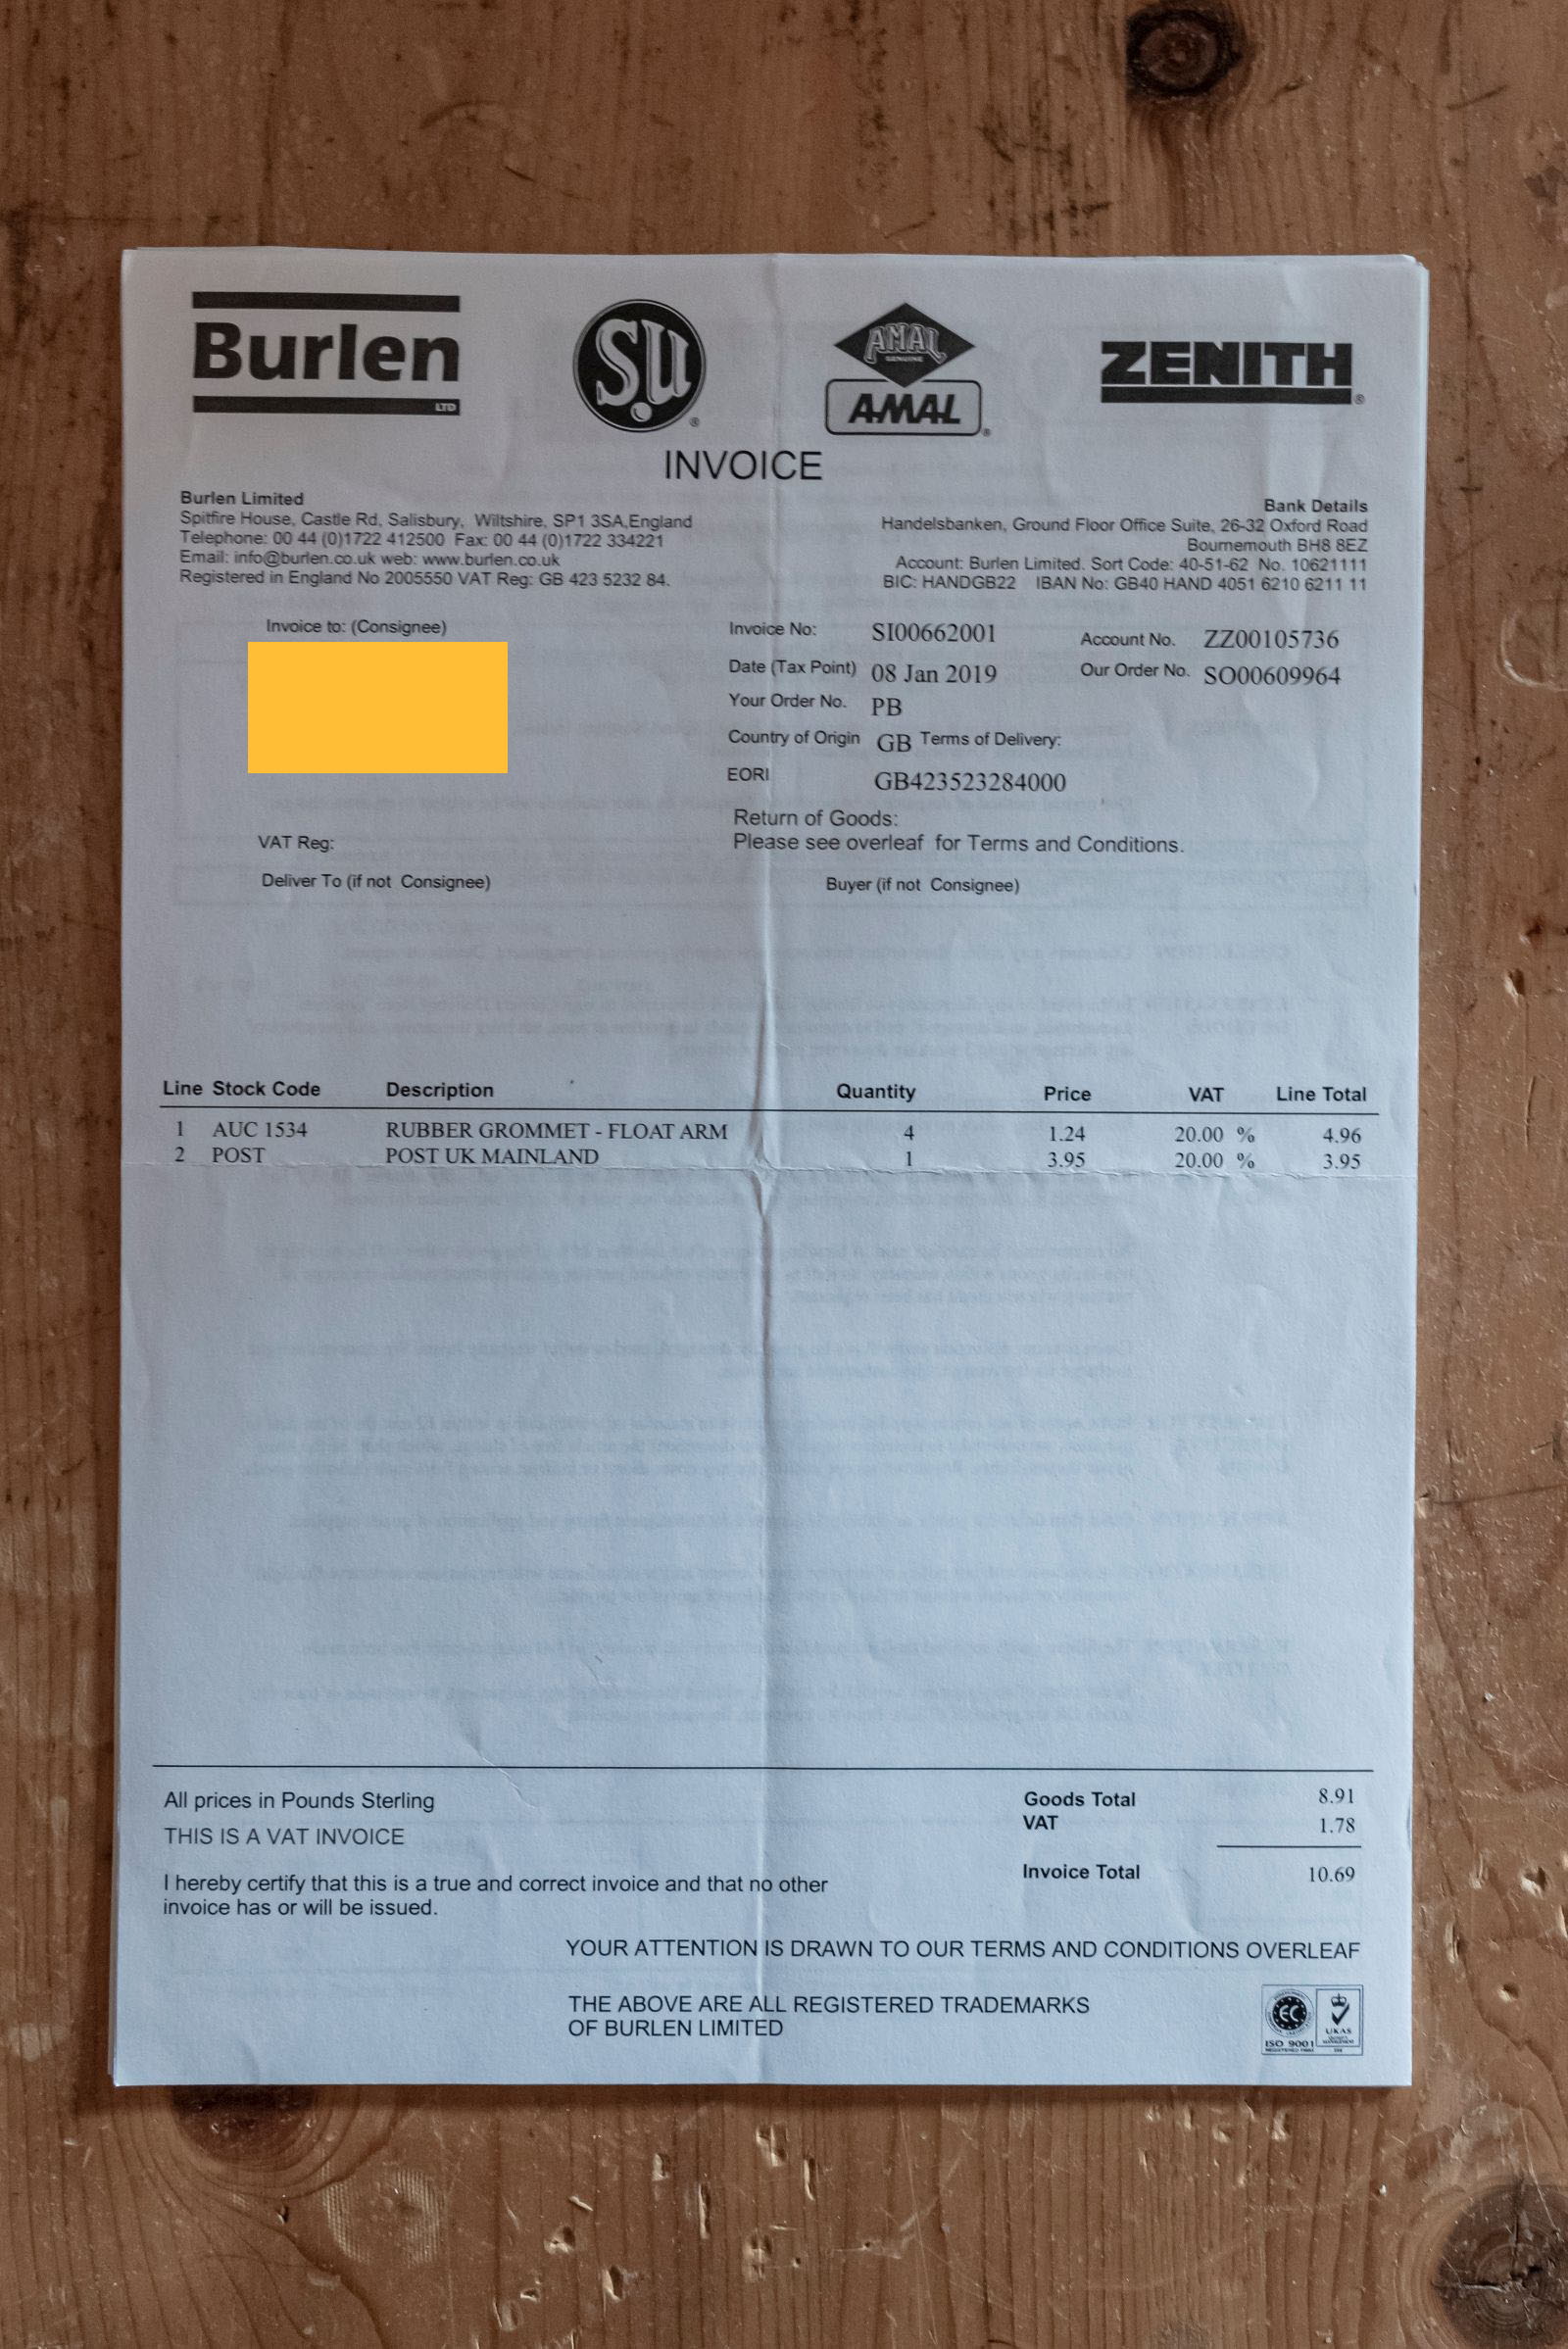 Burlen
LTD
S.U
®
AMAL
GENUINE
AMAL
®
ZENITH
®
INVOICE
Burlen Limited
Spitfire House, Castle Rd, Salisbury, Wiltshire, SP1 3SA,England
Telephone: 00 44 (0)1722 412500 Fax: 00 44 (0)1722 334221
Email: info@burlen.co.uk web: www.burlen.co.uk
Registered in England No 2005550 VAT Reg: GB 423 5232 84.
Bank Details
Handelsbanken, Ground Floor Office Suite, 26-32 Oxford Road
Bournemouth BH8 8EZ
Account: Burlen Limited. Sort Code: 40-51-62 No. 10621111
BIC: HANDGB22 IBAN No: GB40 HAND 4051 6210 6211 11
Invoice to: (Consignee)
VAT Reg:
Invoice No: SI00662001 Account No. ZZ00105736
Date (Tax Point) 08 Jan 2019 Our Order No. SO00609964
Your Order No. PB
Country of Origin GB Terms of Delivery:
EORI GB423523284000
Return of Goods:
Please see overleaf for Terms and Conditions.
Deliver To (if not Consignee) Buyer (if not Consignee)
Line Stock Code Description Quantity Price VAT Line Total
1 AUC 1534 RUBBER GROMMET - FLOAT ARM 4 1.24 20.00 % 4.96
2 POST POST UK MAINLAND 1 3.95 20.00 % 3.95
All prices in Pounds Sterling
THIS IS A VAT INVOICE
I hereby certify that this is a true and correct invoice and that no other
invoice has or will be issued.
Goods Total 8.91
VAT 1.78
Invoice Total 10.69
YOUR ATTENTION IS DRAWN TO OUR TERMS AND CONDITIONS OVERLEAF
THE ABOVE ARE ALL REGISTERED TRADEMARKS
OF BURLEN LIMITED
EC
ISO 9001
UKAS